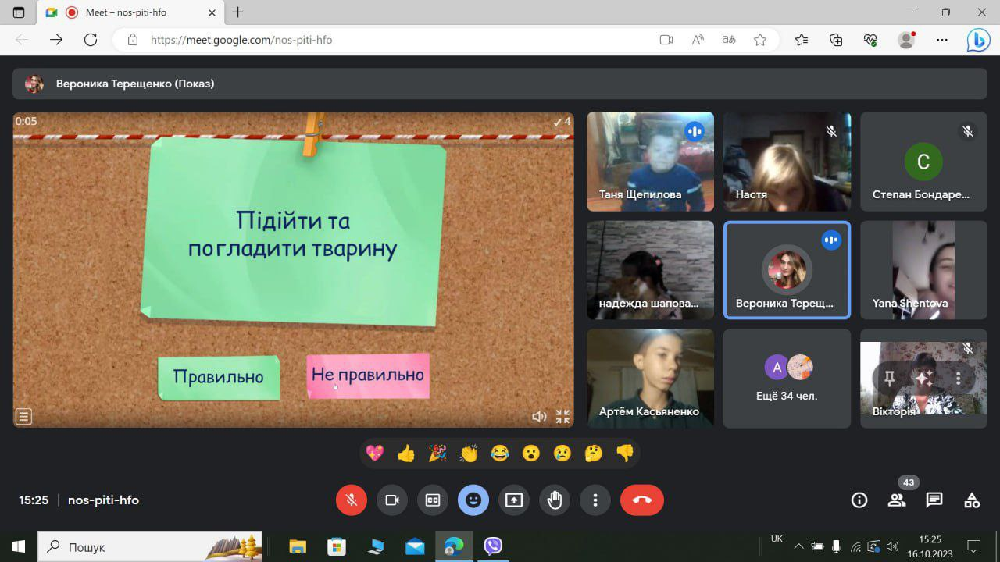 Meet – nos-piti-hfo
https://meet.google.com/nos-piti-hfo
Вероника Терещенко (Показ)
0:05
4
Підійти та
погладити тварину
Правильно
Не правильно
Таня Щепилова
Настя
C
Степан Бондаре...
надежда шапова...
Вероника Терещ...
Yana Shentova
Артём Касьяненко
A
Ещё 34 чел.
Вікторія
15:25 | nos-piti-hfo
CC
43
Пошук
UK
15:25
16.10.2023